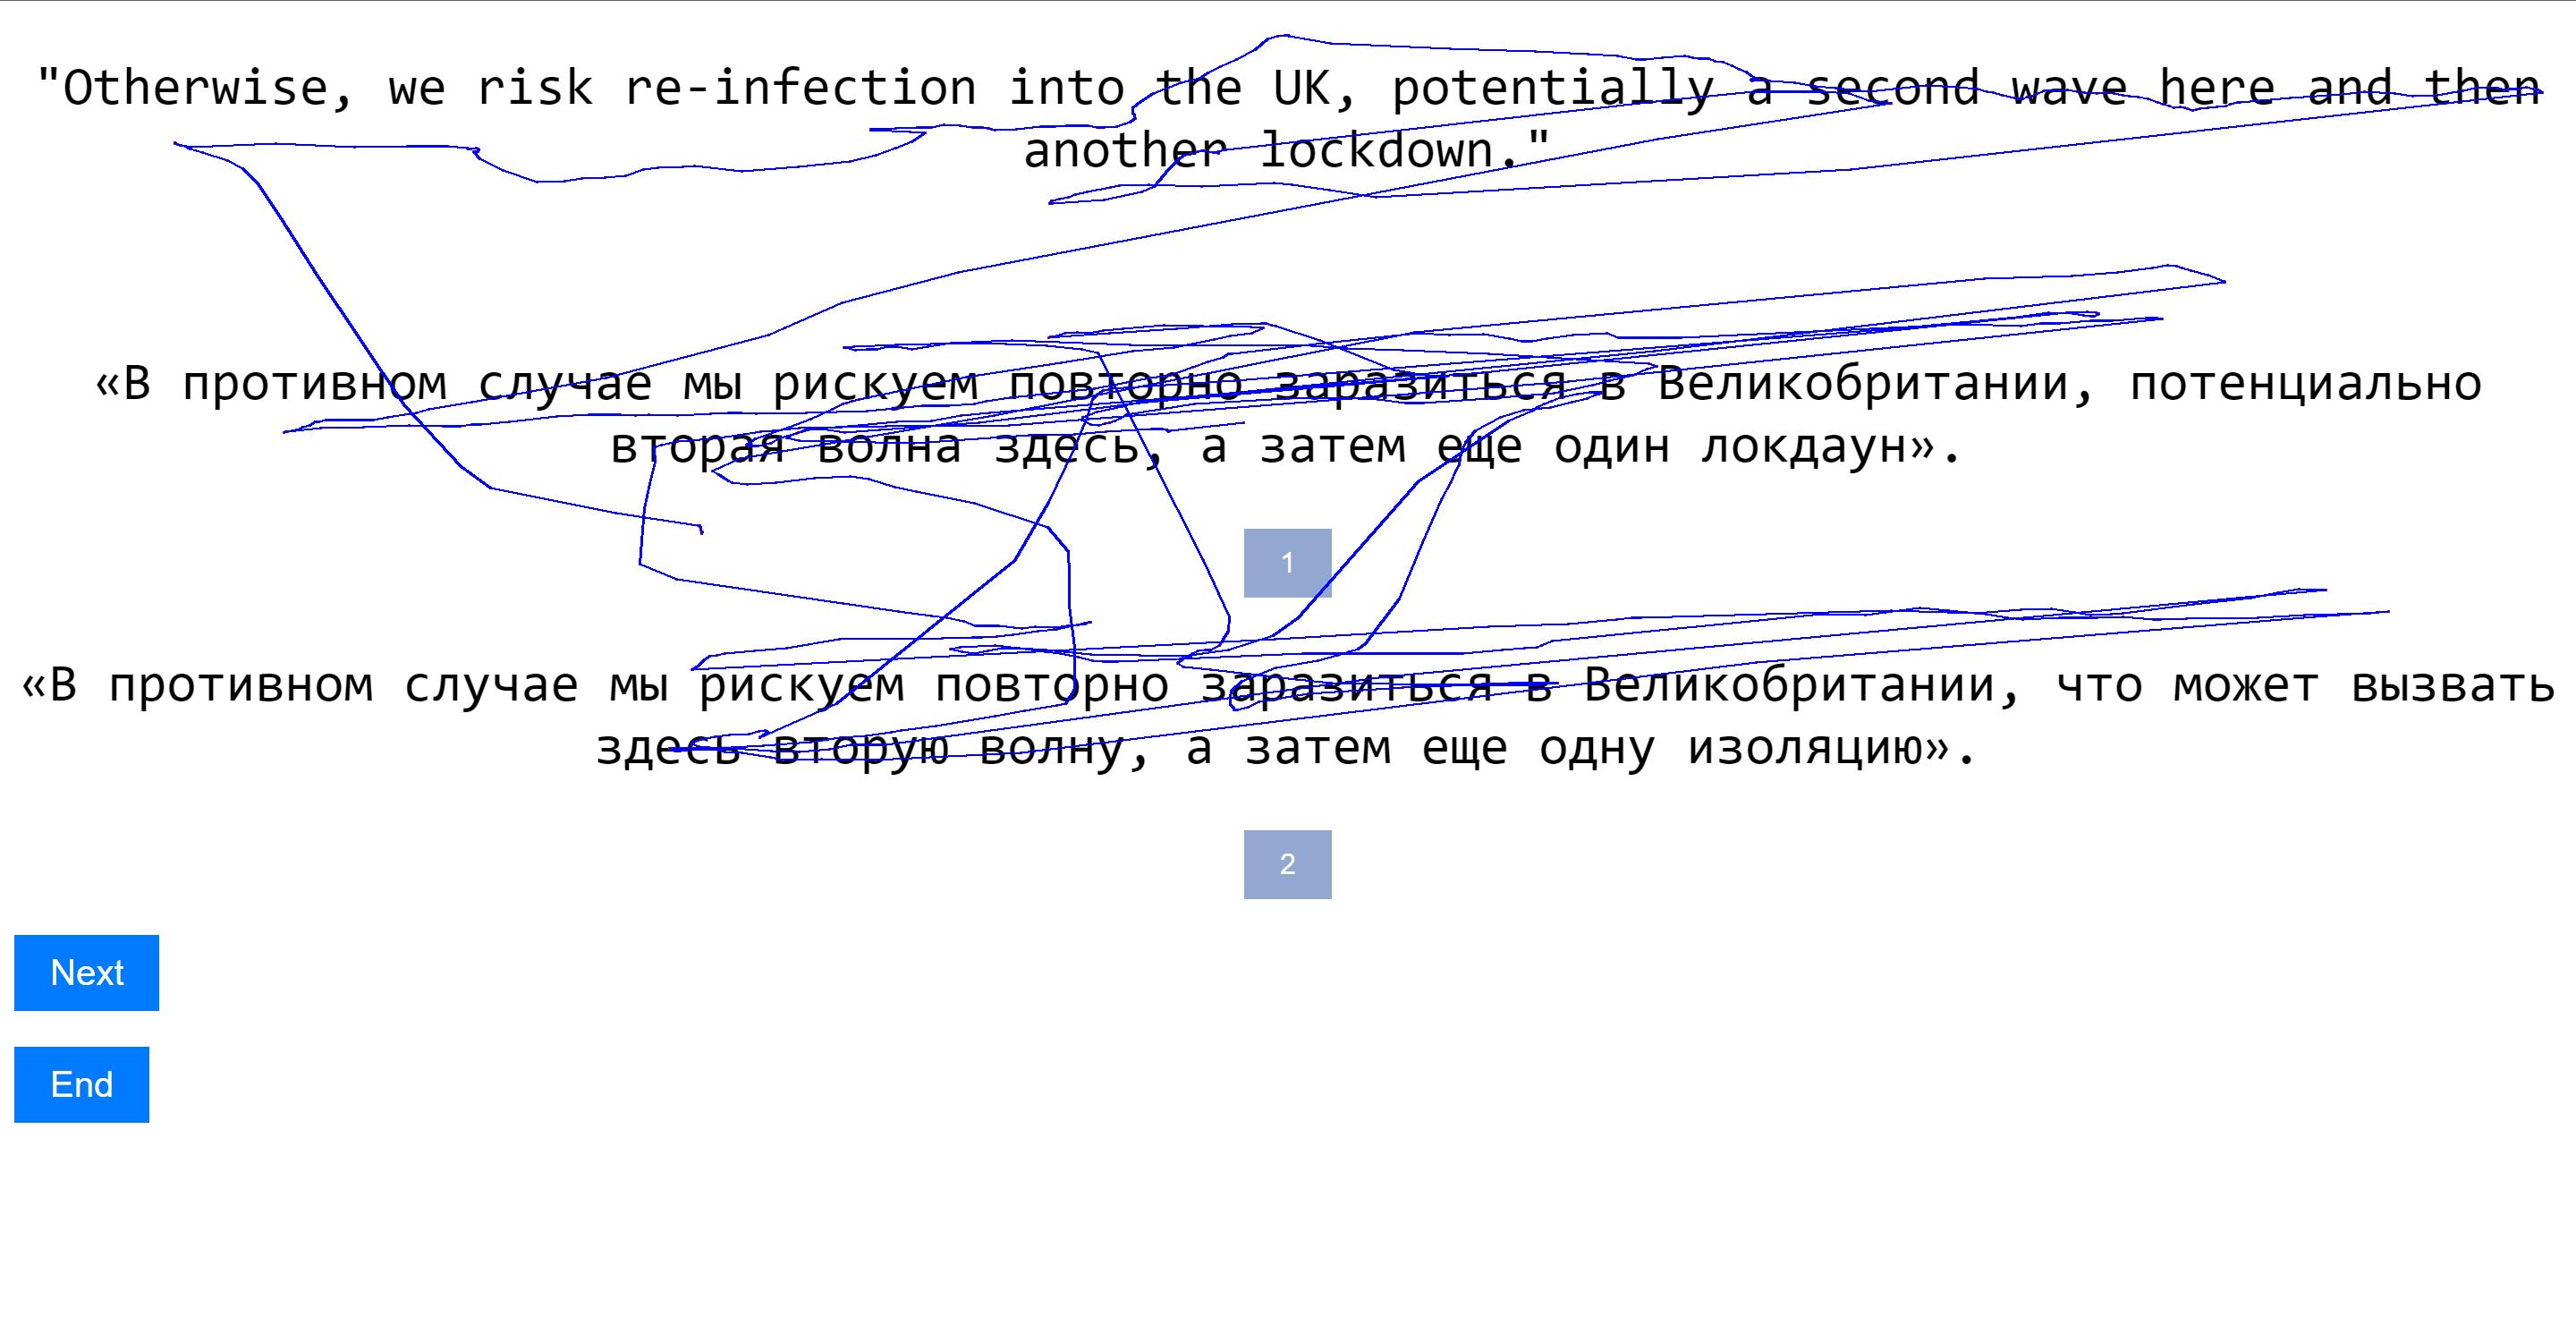 "Otherwise, we risk re-infection into the UK, potentially a second wave here and then
another lockdown."
«В противном случае мы рискуем повторно заразиться в Великобритании, потенциально
вторая волна здесь, а затем еще один локдаун».
1
«В противном случае мы рискуем повторно заразиться в Великобритании, что может вызвать
здесь вторую волну, а затем еще одну изоляцию».
2
Next
End